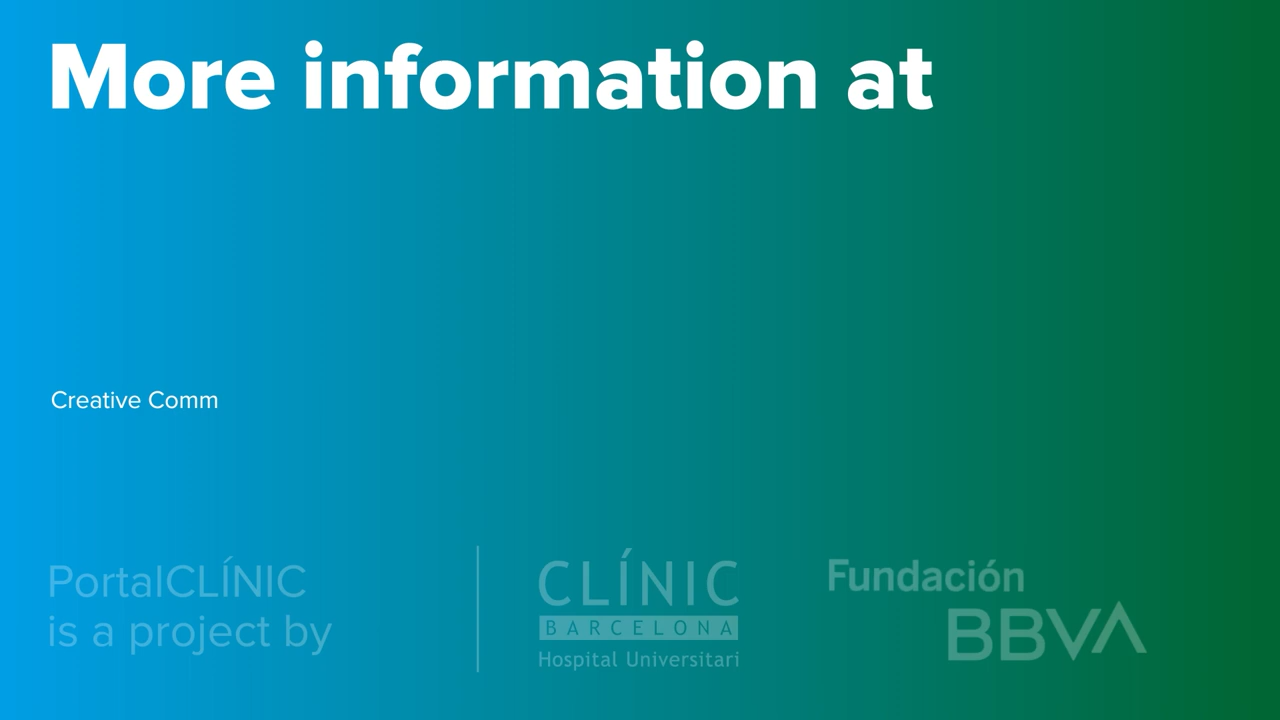 More information at
Creative Comm
PortalCLÍNIC
is a project by
CLÍNIC
BARCELONA
Hospital Universitari
Fundación
BBVA